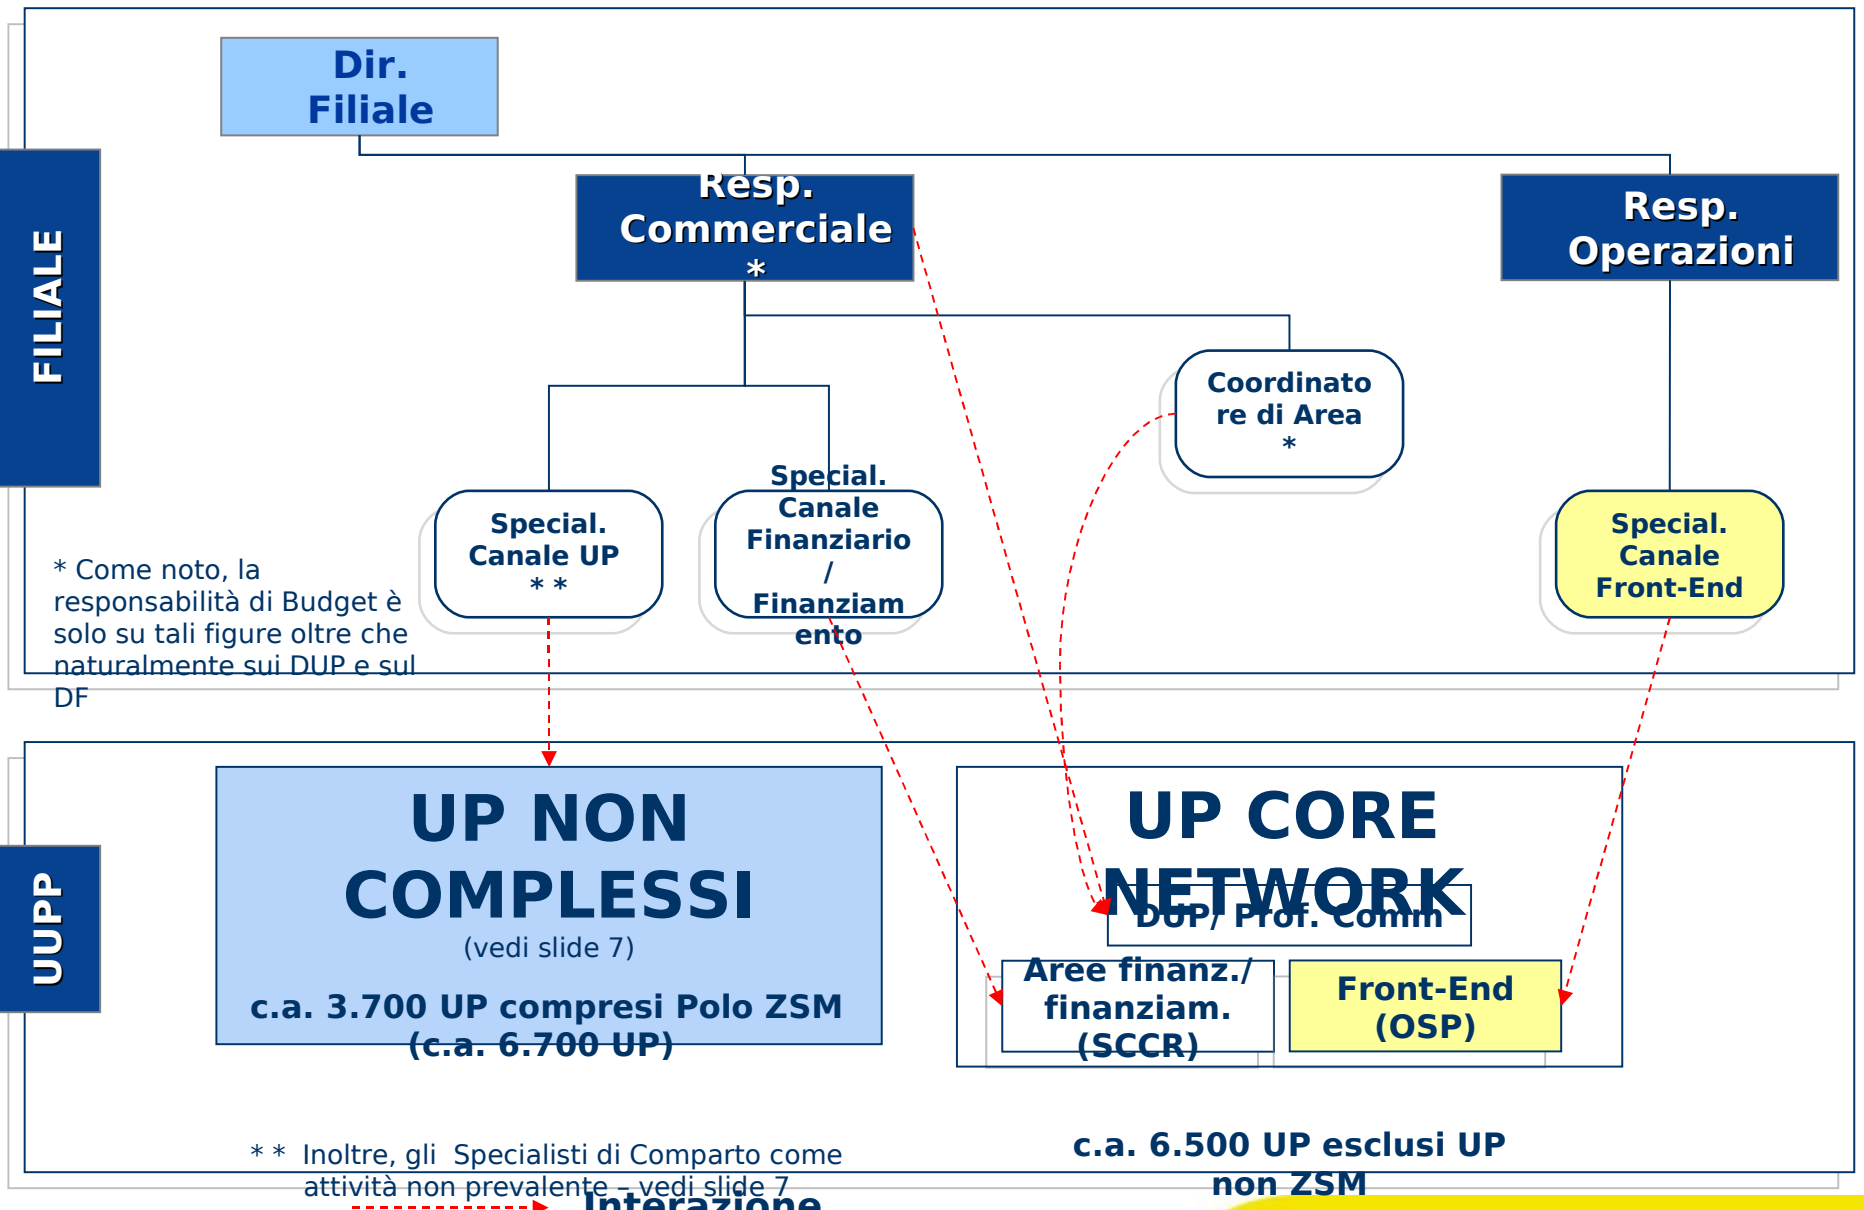 Dir.
Filiale
FILIALE
Resp.
Commerciale
*
Resp.
Operazioni
Coordinato
re di Area
*
Special.
Canale UP
* *
Special.
Canale
Finanziario
/
Finanziam
ento
Special.
Canale
Front-End
* Come noto, la
responsabilità di Budget è
solo su tali figure oltre che
naturalmente sui DUP e sul
DF
UUPP
UP NON
COMPLESSI
(vedi slide 7)
c.a. 3.700 UP compresi Polo ZSM
(c.a. 6.700 UP)
UP CORE
NETWORK
DUP/ Prof. Comm
Aree finanz./
finanziam.
(SCCR)
Front-End
(OSP)
* * Inoltre, gli Specialisti di Comparto come
attività non prevalente – vedi slide 7
c.a. 6.500 UP esclusi UP
non ZSM
Interazione